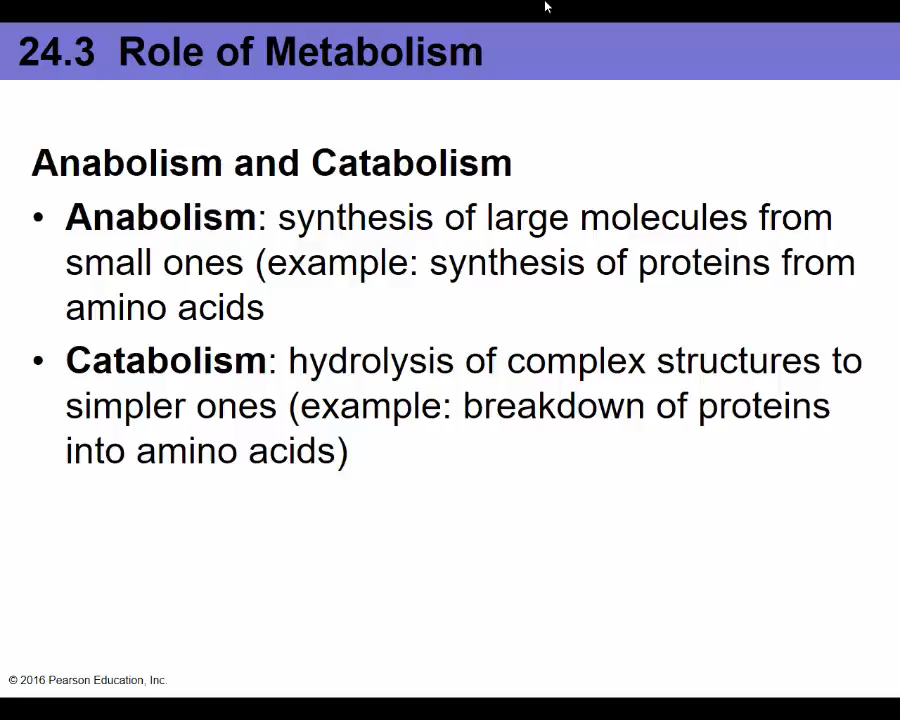 24.3 Role of Metabolism
Anabolism and Catabolism
• Anabolism: synthesis of large molecules from
small ones (example: synthesis of proteins from
amino acids
• Catabolism: hydrolysis of complex structures to
simpler ones (example: breakdown of proteins
into amino acids)
© 2016 Pearson Education, Inc.